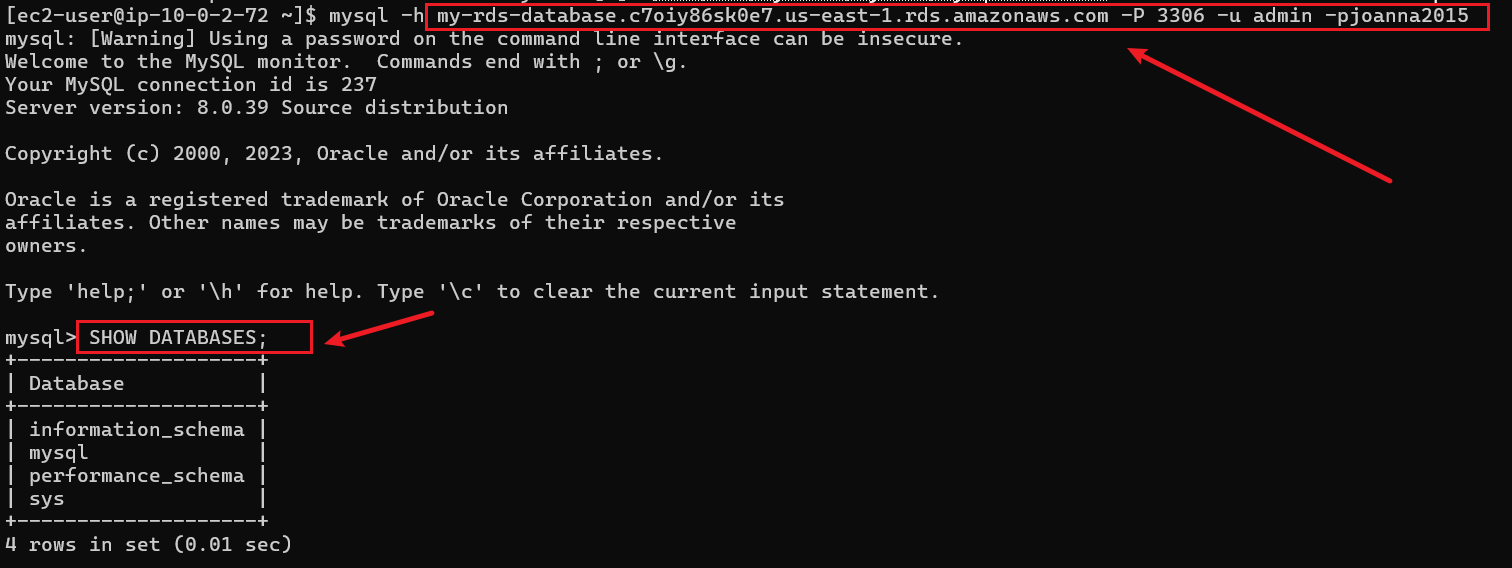 [ec2-user@ip-10-0-2-72 ~]$ mysql -h my-rds-database.c7oiy86sk0e7.us-east-1.rds.amazonaws.com -P 3306 -u admin -pjoanna2015
mysql: [Warning] Using a password on the command line interface can be insecure.
Welcome to the MySQL monitor.  Commands end with ; or \g.
Your MySQL connection id is 237
Server version: 8.0.39 Source distribution

Copyright (c) 2000, 2023, Oracle and/or its affiliates.

Oracle is a registered trademark of Oracle Corporation and/or its
affiliates. Other names may be trademarks of their respective
owners.

Type 'help;' or '\h' for help. Type '\c' to clear the current input statement.

mysql> SHOW DATABASES;
+--------------------+
| Database           |
+--------------------+
| information_schema |
| mysql              |
| performance_schema |
| sys                |
+--------------------+
4 rows in set (0.01 sec)